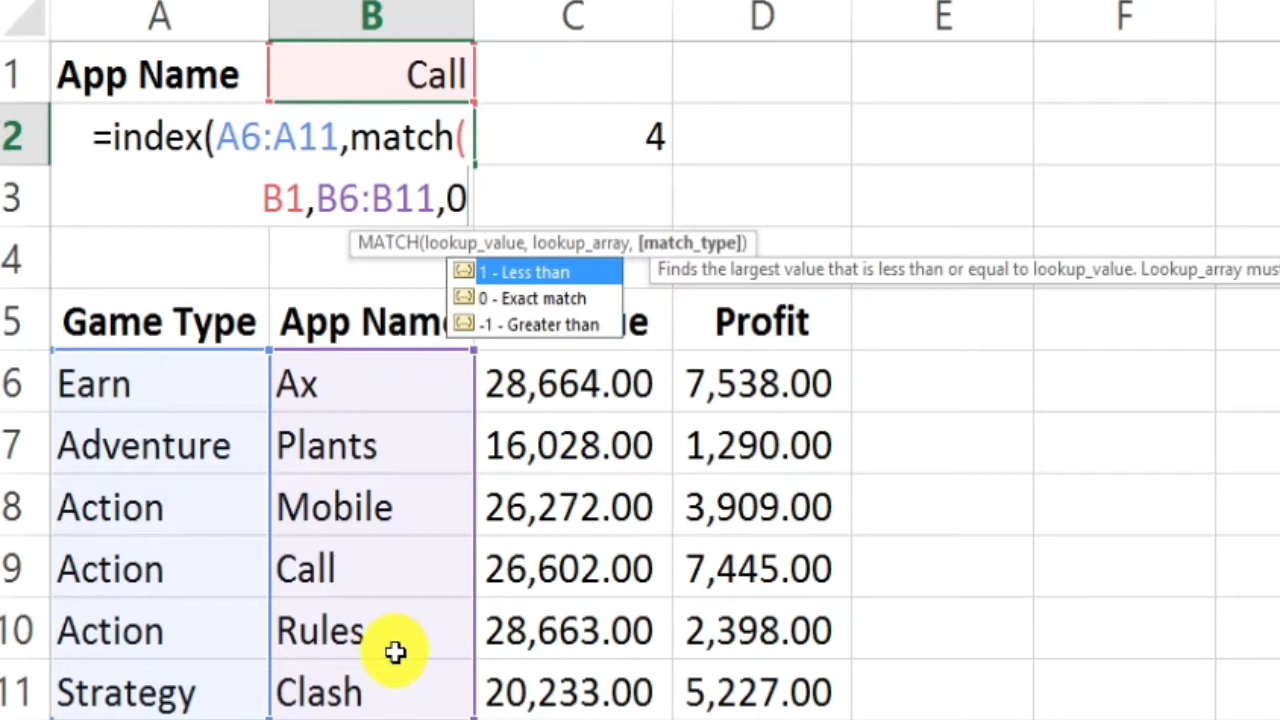 A B C D E F
1 App Name Call
2 =index(A6:A11,match( 4
3 B1,B6:B11,0
MATCH(lookup_value, lookup_array, [match_type])
4 1 - Less than Finds the largest value that is less than or equal to lookup_value. Lookup_array must
0 - Exact match
-1 - Greater than
5 Game Type App Name Profit
6 Earn Ax 28,664.00 7,538.00
7 Adventure Plants 16,028.00 1,290.00
8 Action Mobile 26,272.00 3,909.00
9 Action Call 26,602.00 7,445.00
10 Action Rules 28,663.00 2,398.00
11 Strategy Clash 20,233.00 5,227.00